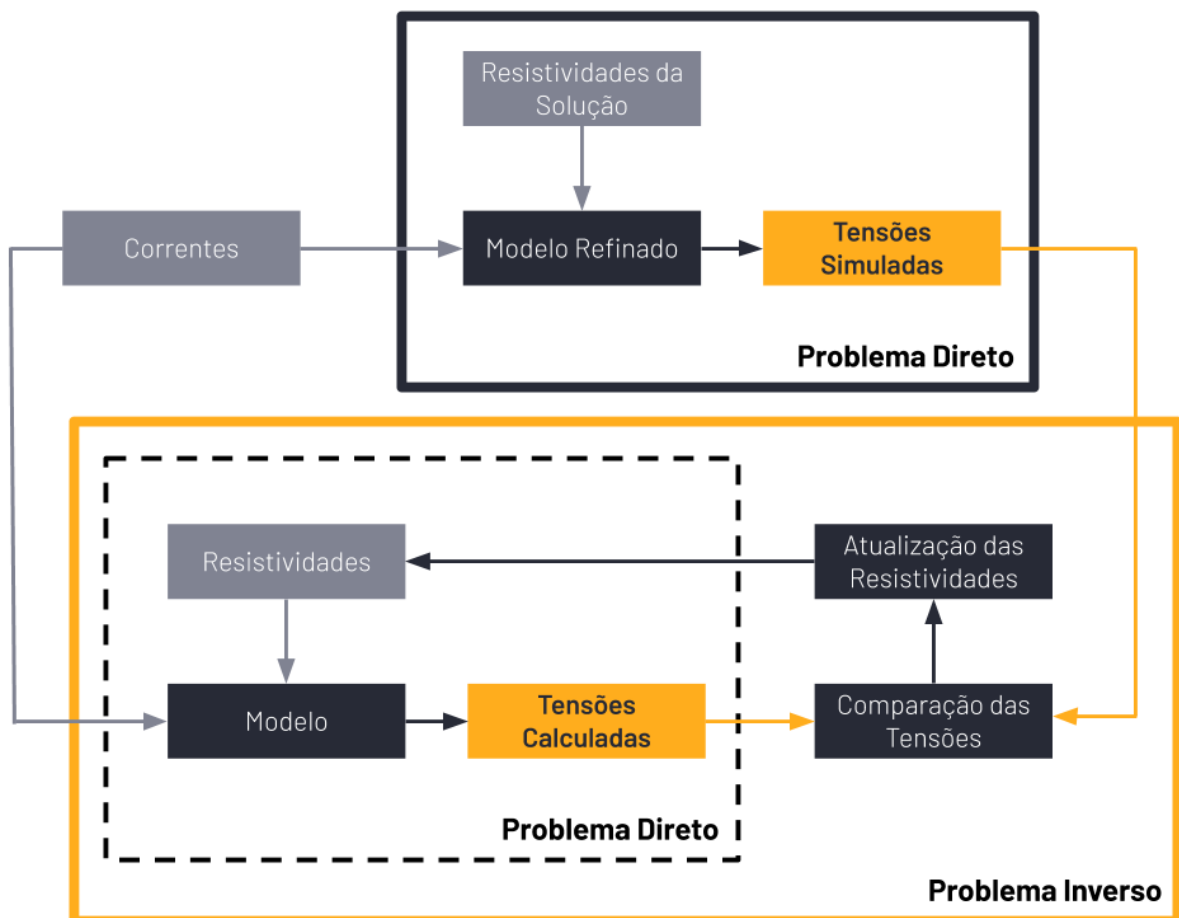 Resistividades da
Solução
Correntes
Modelo Refinado
Tensões
Simuladas
Problema Direto
Resistividades
Atualização das
Resistividades
Modelo
Tensões
Calculadas
Comparação das
Tensões
Problema Direto
Problema Inverso